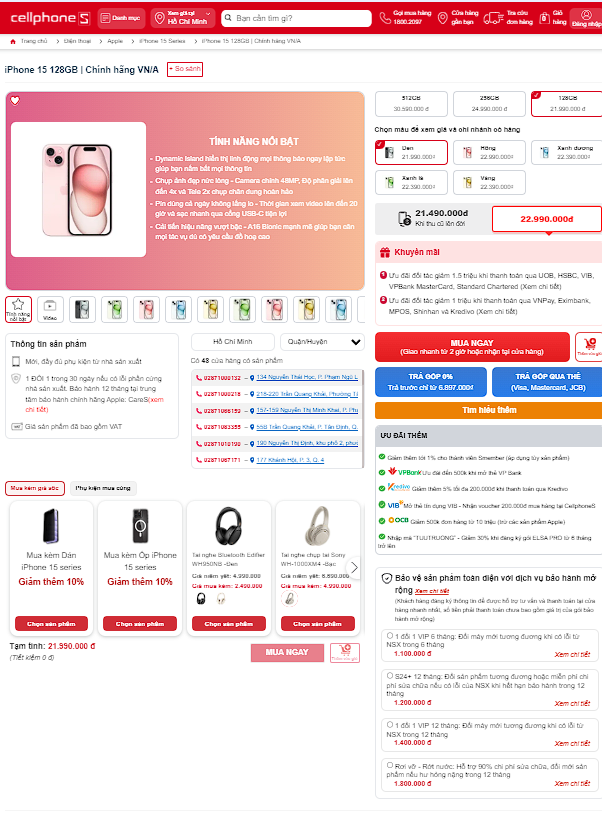 cellphoneS
Danh mục
Xem giá tại
Hồ Chí Minh
Bạn cần tìm gì?
Gọi mua hàng
1800.2097
Cửa hàng
gần bạn
Tra cứu
đơn hàng
Giỏ
hàng
Đăng nhập
Trang chủ > Điện thoại > Apple > iPhone 15 Series > iPhone 15 128GB | Chính hãng VN/A
iPhone 15 128GB | Chính hãng VN/A
+ So sánh
TÍNH NĂNG NỔI BẬT
- Dynamic Island hiển thị linh động mọi thông báo ngay lập tức
giúp bạn nắm bắt mọi thông tin
- Chụp ảnh đẹp nức lòng - Camera chính 48MP, Độ phân giải lên
đến 4x và Tele 2x chụp chân dung hoàn hảo
- Pin dùng cả ngày không lắng lo - Thời gian xem video lên đến 20
giờ và sạc nhanh qua cổng USB-C tiện lợi
- Cải tiến hiệu năng vượt bậc - A16 Bionic mạnh mẽ giúp bạn cân
mọi tác vụ dù có yêu cầu đồ hoạ cao
Tính năng
nổi bật
Video
Thông tin sản phẩm
Mới, đầy đủ phụ kiện từ nhà sản xuất
1 ĐỔI 1 trong 30 ngày nếu có lỗi phần cứng
nhà sản xuất. Bảo hành 12 tháng tại trung
tâm bảo hành chính hãng Apple: CareS(xem
chi tiết)
Giá sản phẩm đã bao gồm VAT
Hồ Chí Minh
Quận/Huyện
Có 48 cửa hàng có sản phẩm
02871000132 - 134 Nguyễn Thái Học, P. Phạm Ngũ L
02871000218 - 218-220 Trần Quang Khải, Phường Tâ
02871066159 - 157-159 Nguyễn Thị Minh Khai, P. Phạ
02871083355 - 55B Trần Quang Khải, P. Tân Định, Q.
02871010190 - 190 Nguyễn Thị Định, khu phố 2, phườ
02871067171 - 177 Khánh Hội, P. 3, Q. 4
Mua kèm giá sốc
Phụ kiện mua cùng
Mua kèm Dán
iPhone 15 series
Giảm thêm 10%
Chọn sản phẩm
Mua kèm Ốp iPhone
15 series
Giảm thêm 10%
Chọn sản phẩm
Tai nghe Bluetooth Edifier
WH950NB -Đen
Giá gốc: 4.990.000
Giá mua kèm: 2.490.000
Chọn sản phẩm
Tai nghe chụp tai Sony
WH-1000XM4 -Bạc
Giá mua kèm: 4.990.000
Chọn sản phẩm
Tạm tính: 21.990.000 đ
(Tiết kiệm 0 đ)
MUA NGAY
512GB
30.590.000 đ
256GB
24.990.000 đ
128GB
21.990.000 đ
Chọn màu để xem giá và chi nhánh có hàng
Đen
21.990.000₫
Hồng
22.990.000₫
Xanh dương
22.390.000₫
Xanh lá
22.390.000₫
Vàng
22.390.000₫
21.490.000đ
Khi thu cũ lên đời
22.990.000đ
Khuyến mãi
1 Ưu đãi đối tác giảm 1.5 triệu khi thanh toán qua UOB, HSBC, VIB,
VPBank MasterCard, Standard Chartered (Xem chi tiết)
2 Ưu đãi đối tác giảm 1 triệu khi thanh toán qua VNPay, Eximbank,
MPOS, Shinhan và Kredivo (Xem chi tiết)
MUA NGAY
(Giao nhanh từ 2 giờ hoặc nhận tại cửa hàng)
Thêm vào giỏ
TRẢ GÓP 0%
Trả trước chỉ từ 6.897.000đ
TRẢ GÓP QUA THẺ
(Visa, Mastercard, JCB)
Tìm hiểu thêm
ƯU ĐÃI THÊM
Giảm thêm tới 1% cho thành viên Smember (áp dụng tùy sản phẩm)
VPBank Ưu đãi đến 500k khi mở thẻ VP Bank
Kredivo Giảm thêm 5% tối đa 200.000đ khi thanh toán qua Kredivo
VIB Mở thẻ tín dụng VIB - Nhận voucher 200.000đ mua hàng tại CellphoneS
OCB Giảm 500k đơn hàng từ 10 triệu (trừ các sản phẩm Apple)
Nhập mã "TUUTRUONG" - Giảm 30% khi đăng ký gói ELSA PRO từ 6 tháng
trở lên
Bảo vệ sản phẩm toàn diện với dịch vụ bảo hành mở
rộng Xem chi tiết
(Khách hàng đăng ký thông tin để được hỗ trợ tư vấn và thanh toán tại cửa
hàng nhanh nhất, số tiền phải thanh toán chưa bao gồm giá trị của gói bảo
hành mở rộng)
1 đổi 1 VIP 6 tháng: Đổi máy mới tương đương khi có lỗi từ
NSX trong 6 tháng
1.100.000 đ
Xem chi tiết
S24+ 12 tháng: Đổi sản phẩm tương đương hoặc miễn phí chi
phí sửa chữa nếu có lỗi của NSX khi hết hạn bảo hành trong 12
tháng
1.200.000 đ
Xem chi tiết
1 đổi 1 VIP 12 tháng: Đổi máy mới tương đương khi có lỗi từ
NSX trong 12 tháng
1.400.000 đ
Xem chi tiết
Rơi vỡ - Rớt nước: Hỗ trợ 90% chi phí sửa chữa, đổi mới sản
phẩm nếu hư hỏng nặng trong 12 tháng
1.800.000 đ
Xem chi tiết